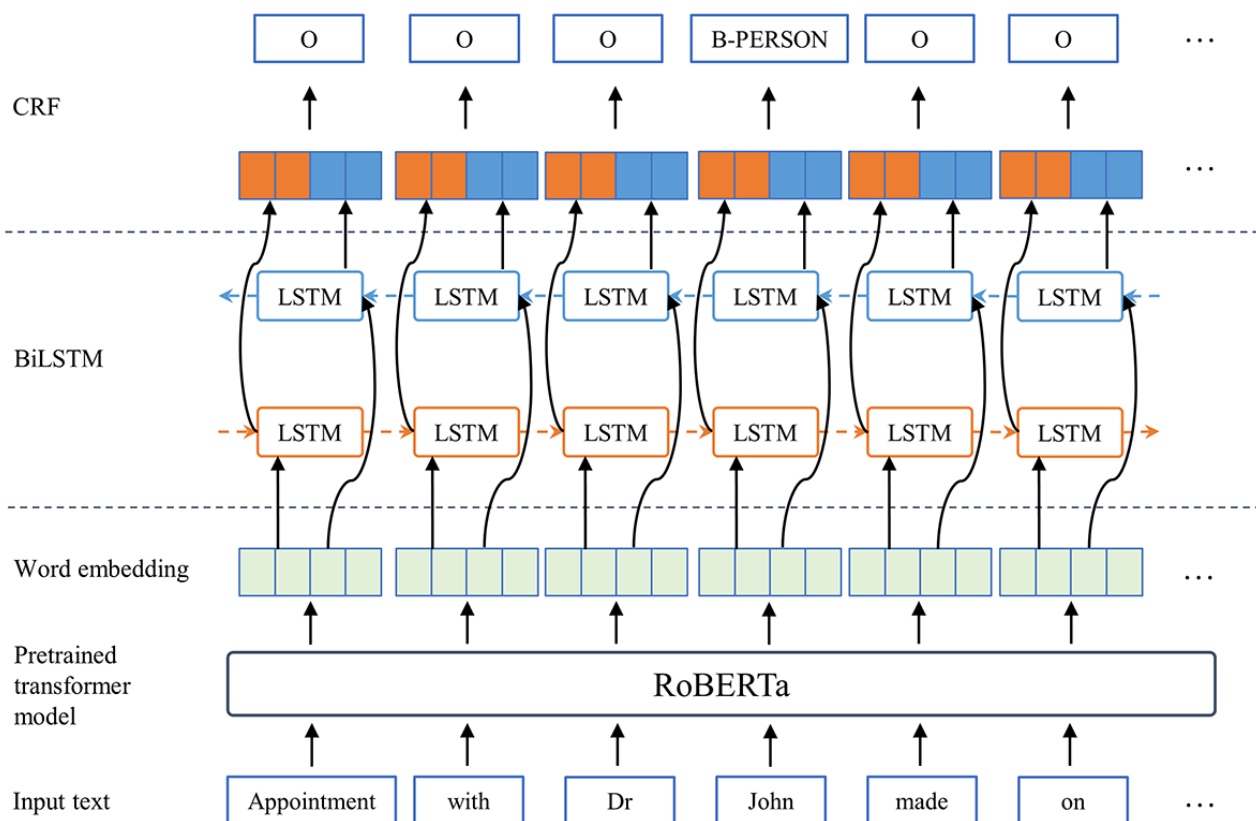 O O O B-PERSON O O ...
CRF
...
LSTM LSTM LSTM LSTM LSTM LSTM
BiLSTM
LSTM LSTM LSTM LSTM LSTM LSTM
Word embedding ...
Pretrained
transformer
model
RoBERTa
Input text Appointment with Dr John made on ...